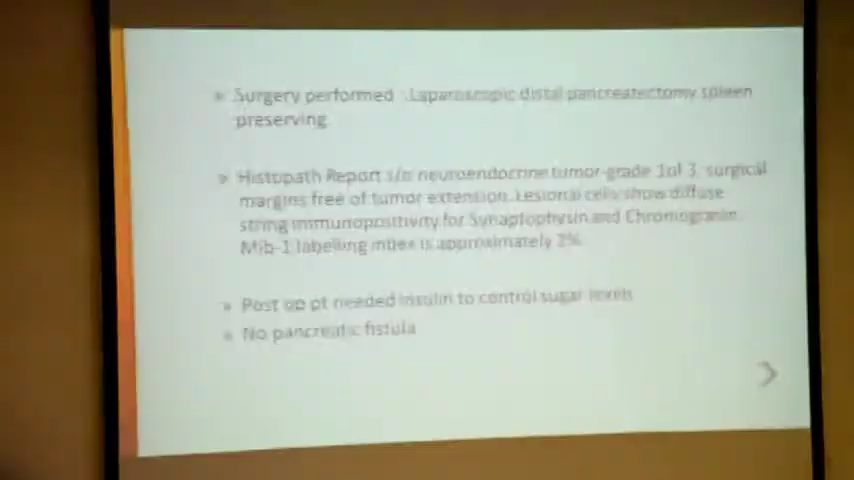 Surgery performed : Laparoscopic distal pancreatectomy spleen
preserving
Histopath Report s/o neuroendocrine tumor-grade 1of 3. surgical
margins free of tumor extension. Lesional cells show diffuse
string immunopositivity for Synaptophysin and Chromogranin.
Mib-1 labelling index is approximately 2%
Post op pt needed insulin to control sugar levels
No pancreatic fistula